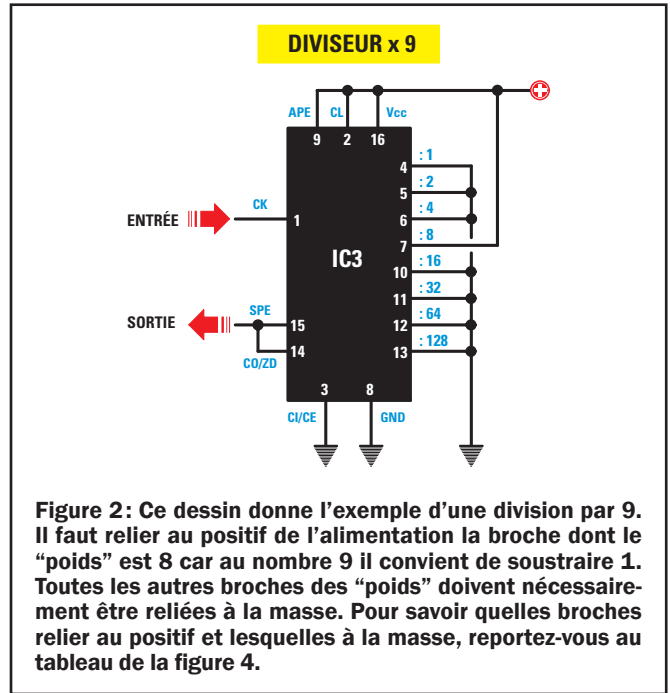 DIVISEUR x 9
APE CL Vcc
9 2 16
4 : 1
5 : 2
6 : 4
7 : 8
10 : 16
11 : 32
12 : 64
13 : 128
ENTRÉE CK 1
IC3
SORTIE SPE 15
14
CO/ZD
3 8
CI/CE GND
Figure 2: Ce dessin donne l’exemple d’une division par 9.
Il faut relier au positif de l’alimentation la broche dont le
“poids” est 8 car au nombre 9 il convient de soustraire 1.
Toutes les autres broches des “poids” doivent nécessaire-
ment être reliées à la masse. Pour savoir quelles broches
relier au positif et lesquelles à la masse, reportez-vous au
tableau de la figure 4.